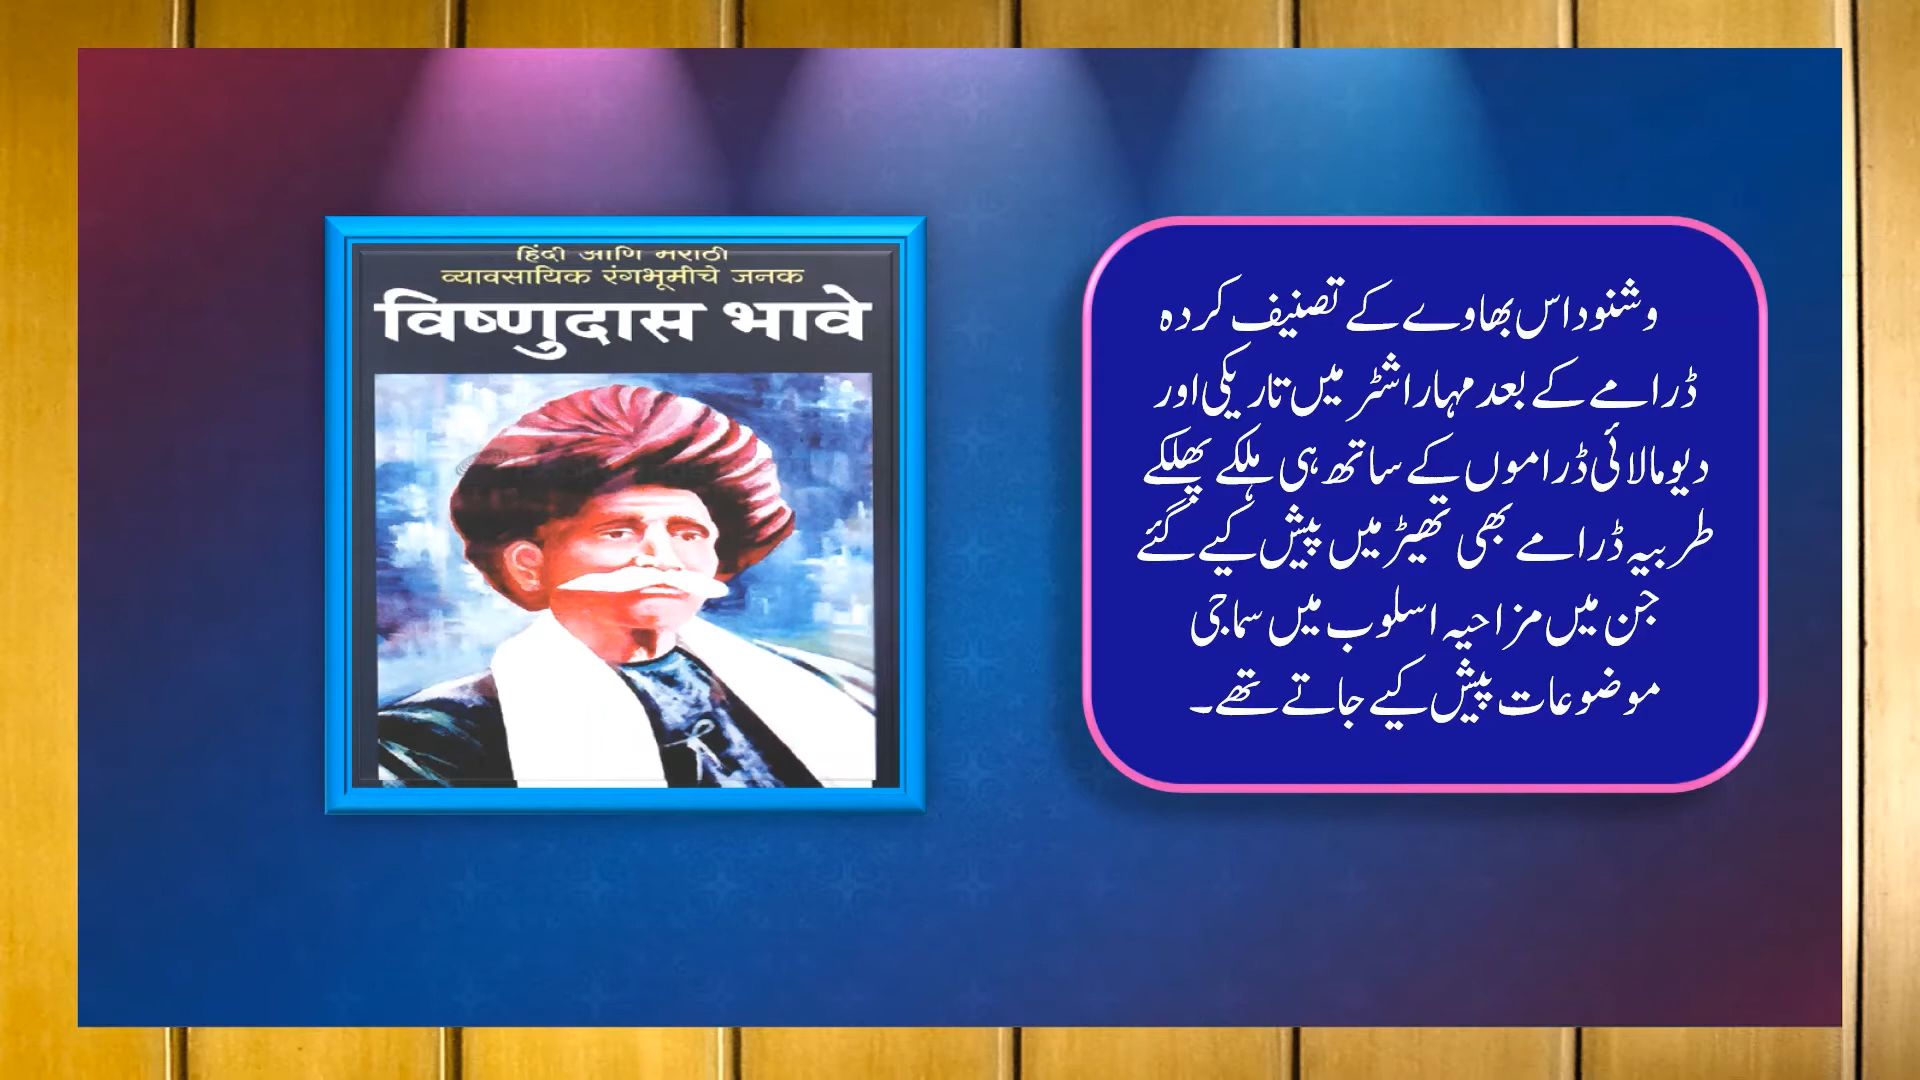 हिंदी आणि मराठी
व्यावसायिक रंगभूमीचे जनक
विष्णुदास भावे
وشنوداس بھاوے کے تصنیف کردہ
ڈرامے کے بعد مہاراشٹر میں تاریکی اور
دیومالائی ڈراموں کے ساتھ ہی ہلکے پھلکے
طربیہ ڈرامے بھی تھیٹر میں پیش کیے گئے
جن میں مزاحیہ اسلوب میں سماجی
موضوعات پیش کیے جاتے تھے۔